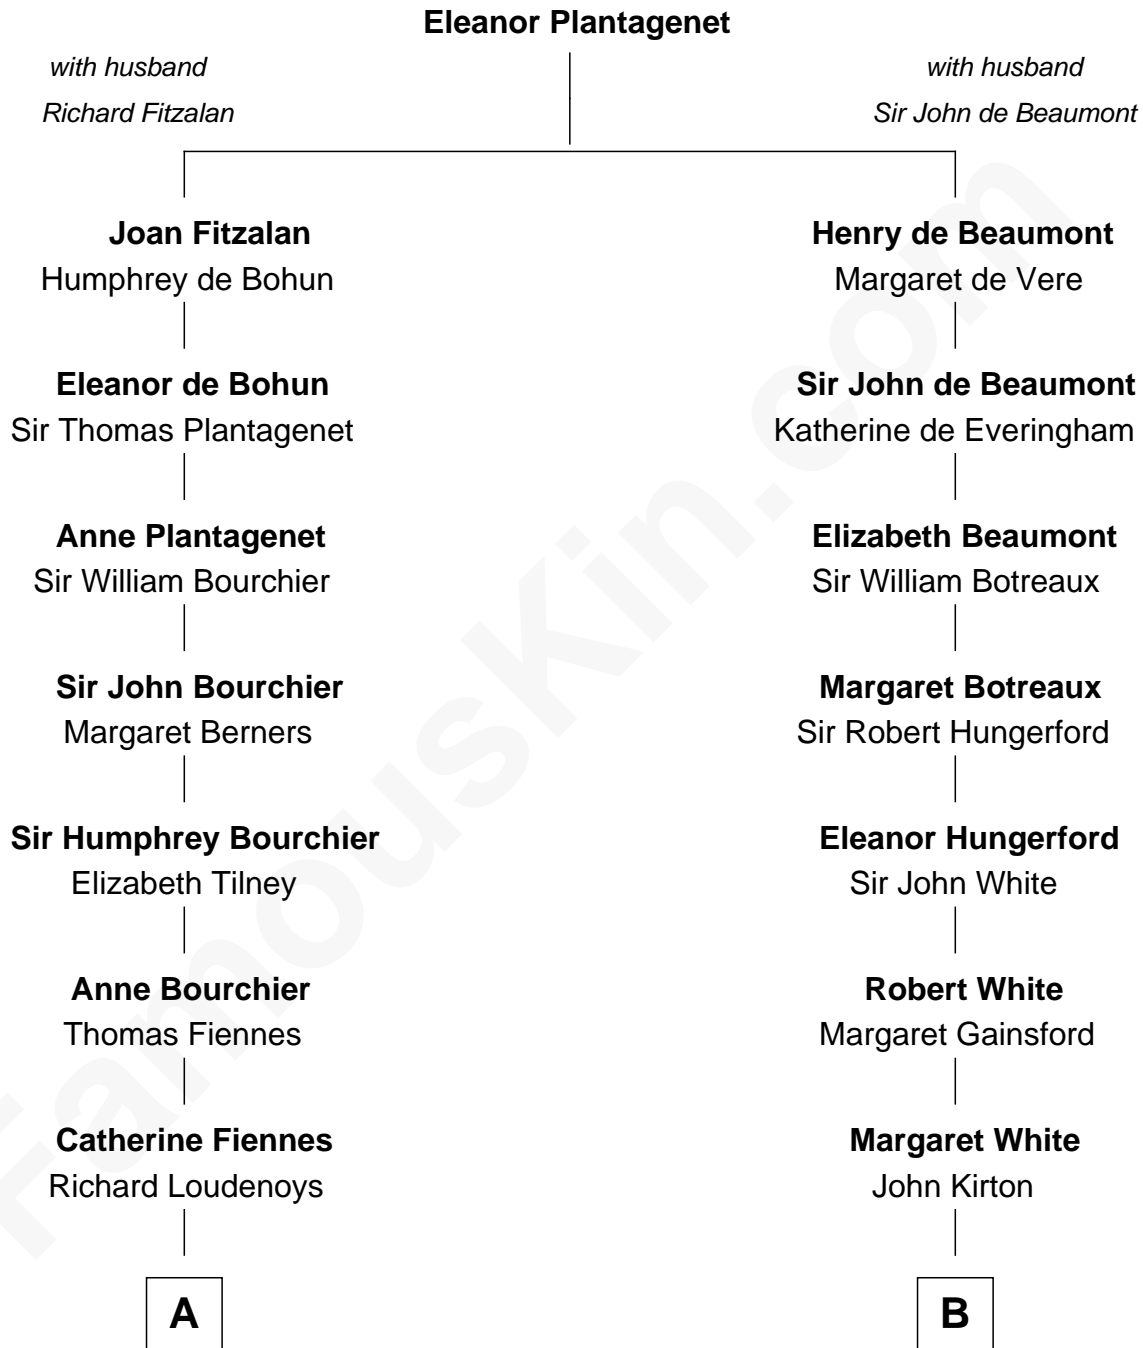 Eleanor Plantagenet
with husband
Richard Fitzalan
with husband
Sir John de Beaumont
Joan Fitzalan
Humphrey de Bohun
Henry de Beaumont
Margaret de Vere
Eleanor de Bohun
Sir Thomas Plantagenet
Sir John de Beaumont
Katherine de Everingham
Anne Plantagenet
Sir William Bourchier
Elizabeth Beaumont
Sir William Botreaux
Sir John Bourchier
Margaret Berners
Margaret Botreaux
Sir Robert Hungerford
Sir Humphrey Bourchier
Elizabeth Tilney
Eleanor Hungerford
Sir John White
Anne Bourchier
Thomas Fiennes
Robert White
Margaret Gainsford
Catherine Fiennes
Richard Loudenoys
Margaret White
John Kirton
A
B
FamousKin.com